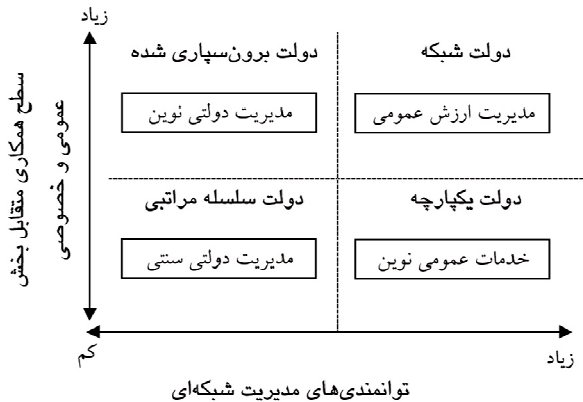 زیاد
دولت شبکه
دولت برون‌سپاری شده
مدیریت ارزش عمومی
مدیریت دولتی نوین
سطح همکاری متقابل بخش
عمومی و خصوصی
دولت یکپارچه
دولت سلسله مراتبی
خدمات عمومی نوین
مدیریت دولتی سنتی
کم
زیاد
توانمندی‌های مدیریت شبکه‌ای